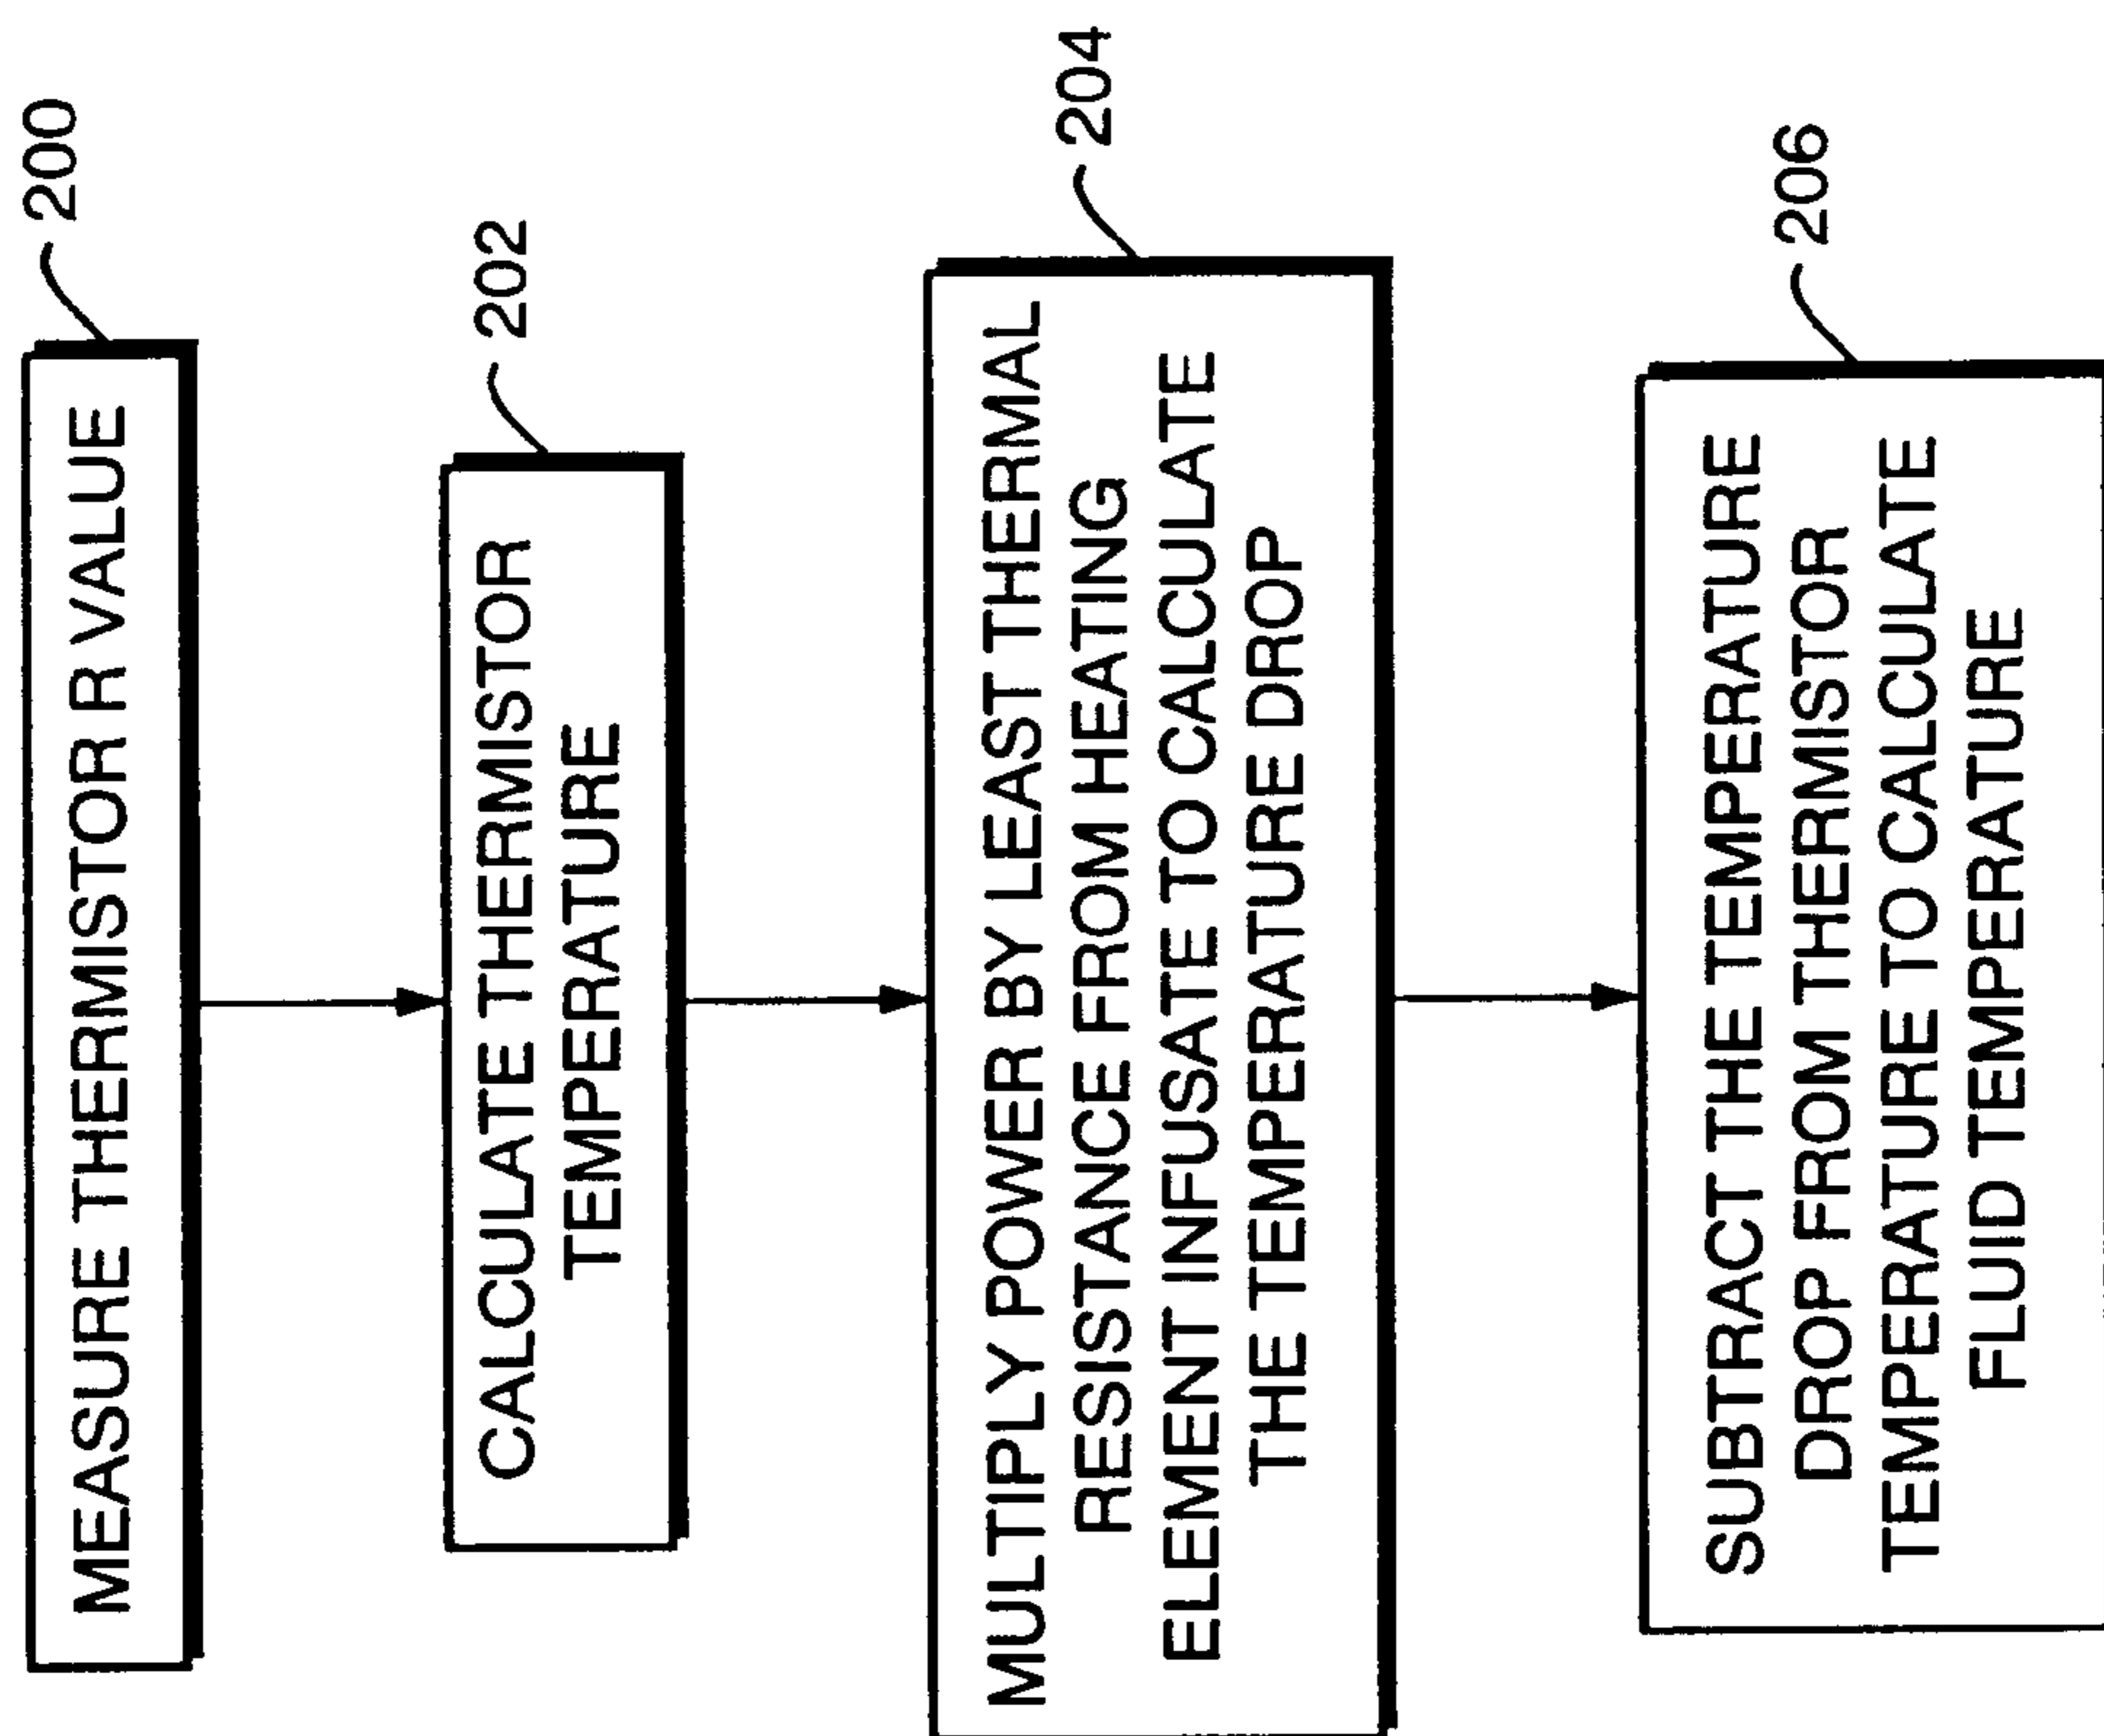 MEASURE THERMISTOR R VALUE
200
CALCULATE THERMISTOR
TEMPERATURE
202
MULTIPLY POWER BY LEAST THERMAL
RESISTANCE FROM HEATING
ELEMENT INFUSATE TO CALCULATE
THE TEMPERATURE DROP
204
SUBTRACT THE TEMPERATURE
DROP FROM THERMISTOR
TEMPERATURE TO CALCULATE
FLUID TEMPERATURE
206